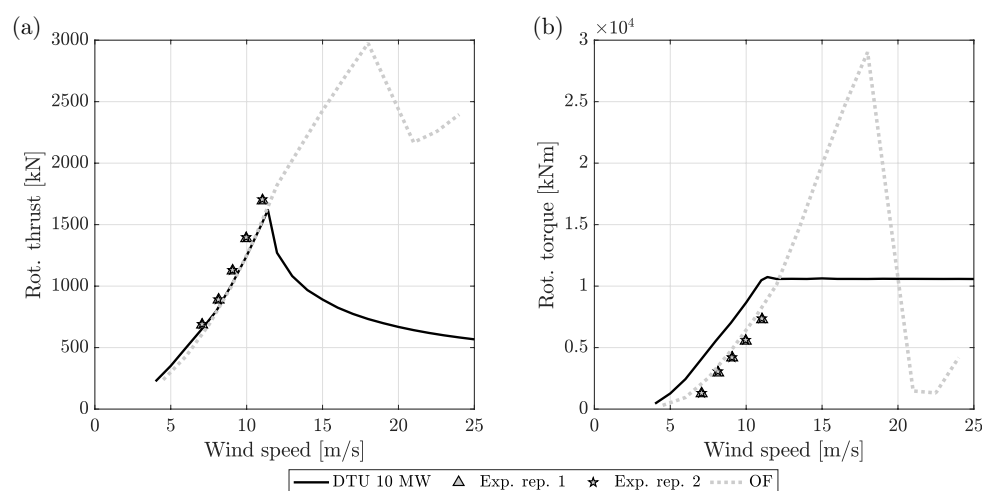 (a)
3000
2500
2000
1500
1000
500
0
0 5 10 15 20 25
Rot. thrust [kN]
Wind speed [m/s]
(b)
×10⁴
3
2.5
2
1.5
1
0.5
0
0 5 10 15 20 25
Rot. torque [kNm]
Wind speed [m/s]
DTU 10 MW Exp. rep. 1 Exp. rep. 2 OF